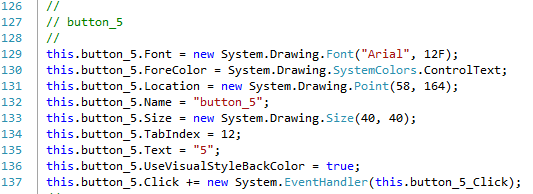 126 //
127 // button_5
128 //
129 this.button_5.Font = new System.Drawing.Font("Arial", 12F);
130 this.button_5.ForeColor = System.Drawing.SystemColors.ControlText;
131 this.button_5.Location = new System.Drawing.Point(58, 164);
132 this.button_5.Name = "button_5";
133 this.button_5.Size = new System.Drawing.Size(40, 40);
134 this.button_5.TabIndex = 12;
135 this.button_5.Text = "5";
136 this.button_5.UseVisualStyleBackColor = true;
137 this.button_5.Click += new System.EventHandler(this.button_5_Click);